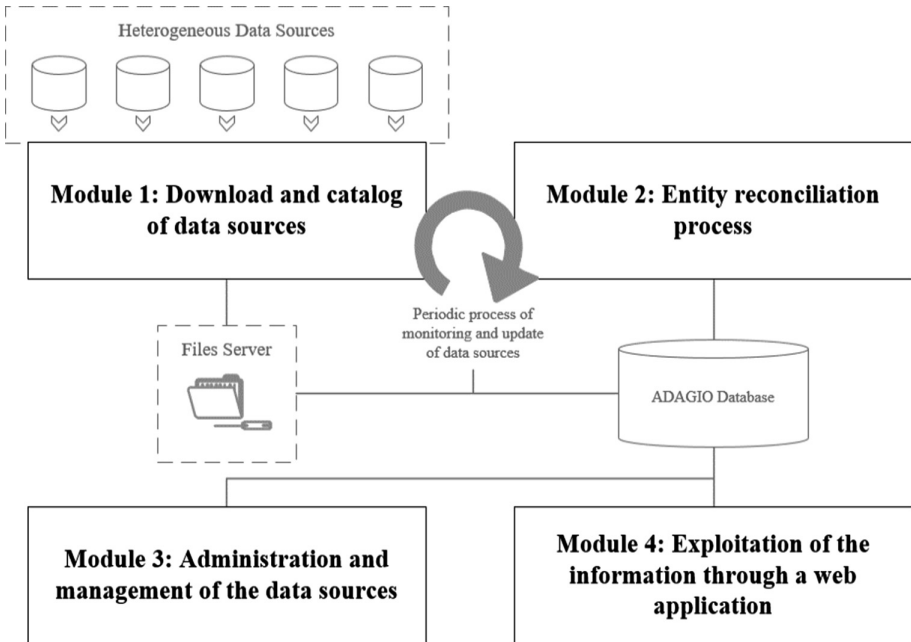 Heterogeneous Data Sources
Module 1: Download and catalog
of data sources
Module 2: Entity reconciliation
process
Periodic process of
monitoring and update
of data sources
Files Server
ADAGIO Database
Module 3: Administration and
management of the data sources
Module 4: Exploitation of the
information through a web
application